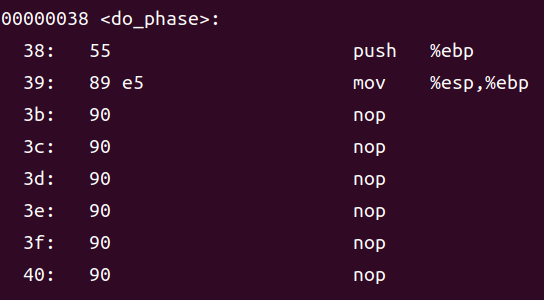 00000038 <do_phase>:
38: 55 push %ebp
39: 89 e5 mov %esp,%ebp
3b: 90 nop
3c: 90 nop
3d: 90 nop
3e: 90 nop
3f: 90 nop
40: 90 nop